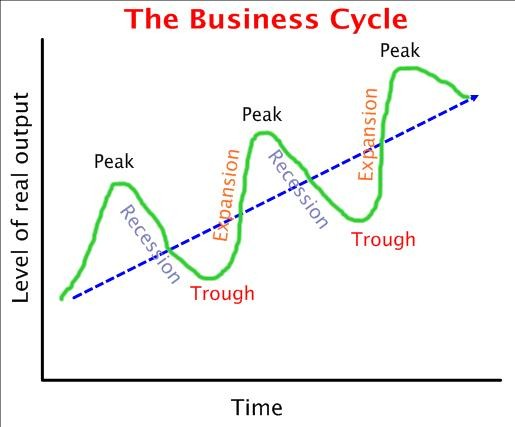 The Business Cycle
Peak
Peak
Peak
Expansion
Expansion
Recession
Recession
Trough
Trough
Level of real output
Time